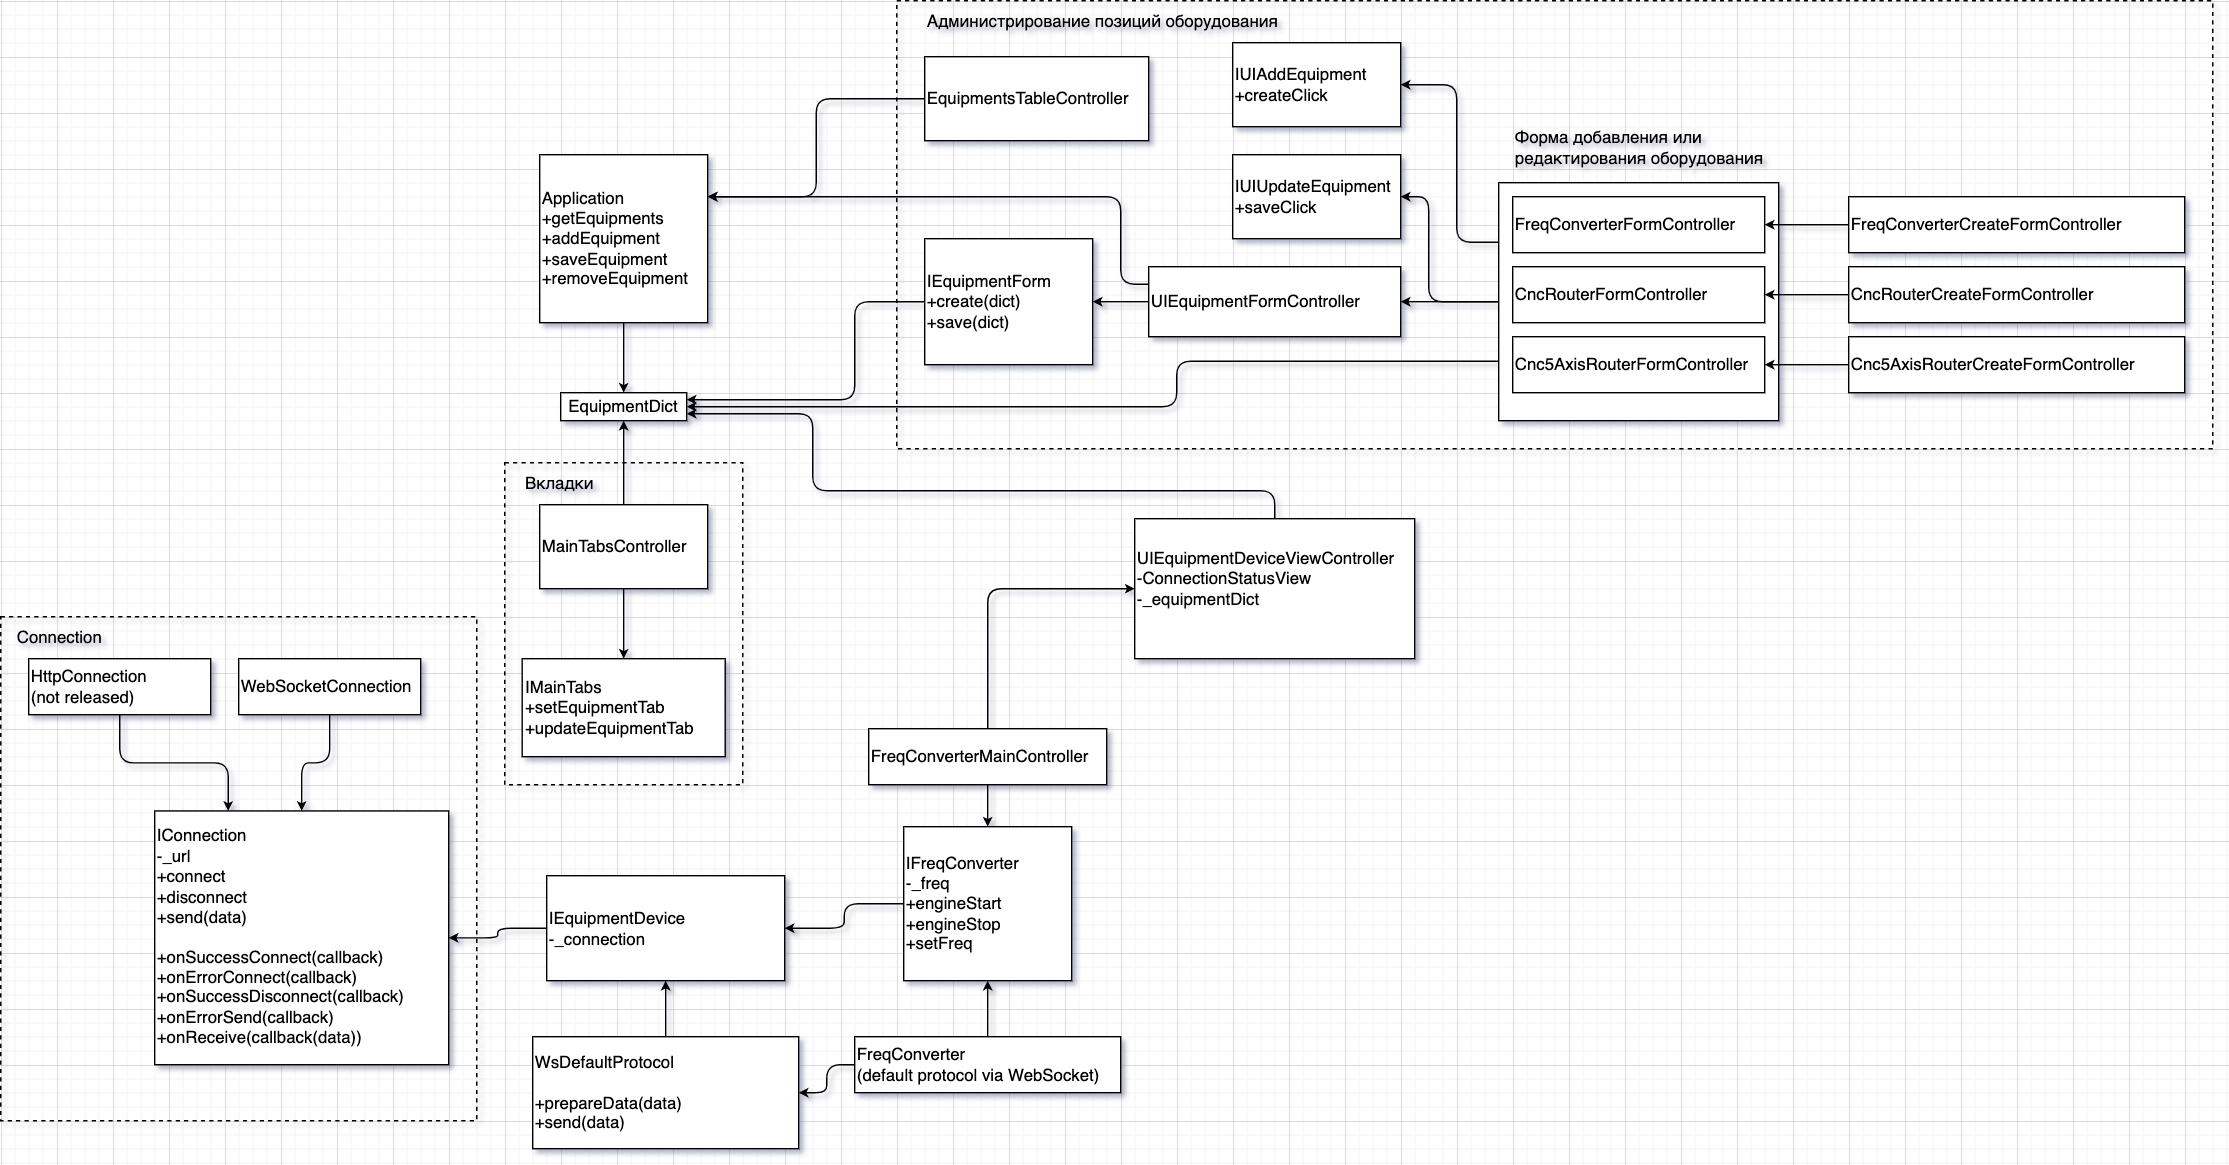 Администрирование позиций оборудования
EquipmentsTableController
IUIAddEquipment
+createClick
IUIUpdateEquipment
+saveClick
Форма добавления или
редактирования оборудования
FreqConverterFormController
CncRouterFormController
Cnc5AxisRouterFormController
FreqConverterCreateFormController
CncRouterCreateFormController
Cnc5AxisRouterCreateFormController
Application
+getEquipments
+addEquipment
+saveEquipment
+removeEquipment
IEquipmentForm
+create(dict)
+save(dict)
UIEquipmentFormController
EquipmentDict
Вкладки
MainTabsController
IMainTabs
+setEquipmentTab
+updateEquipmentTab
UIEquipmentDeviceViewController
-ConnectionStatusView
-_equipmentDict
Connection
HttpConnection
(not released)
WebSocketConnection
IConnection
-_url
+connect
+disconnect
+send(data)
+onSuccessConnect(callback)
+onErrorConnect(callback)
+onSuccessDisconnect(callback)
+onErrorSend(callback)
+onReceive(callback(data))
FreqConverterMainController
IFreqConverter
-_freq
+engineStart
+engineStop
+setFreq
IEquipmentDevice
-_connection
WsDefaultProtocol
+prepareData(data)
+send(data)
FreqConverter
(default protocol via WebSocket)